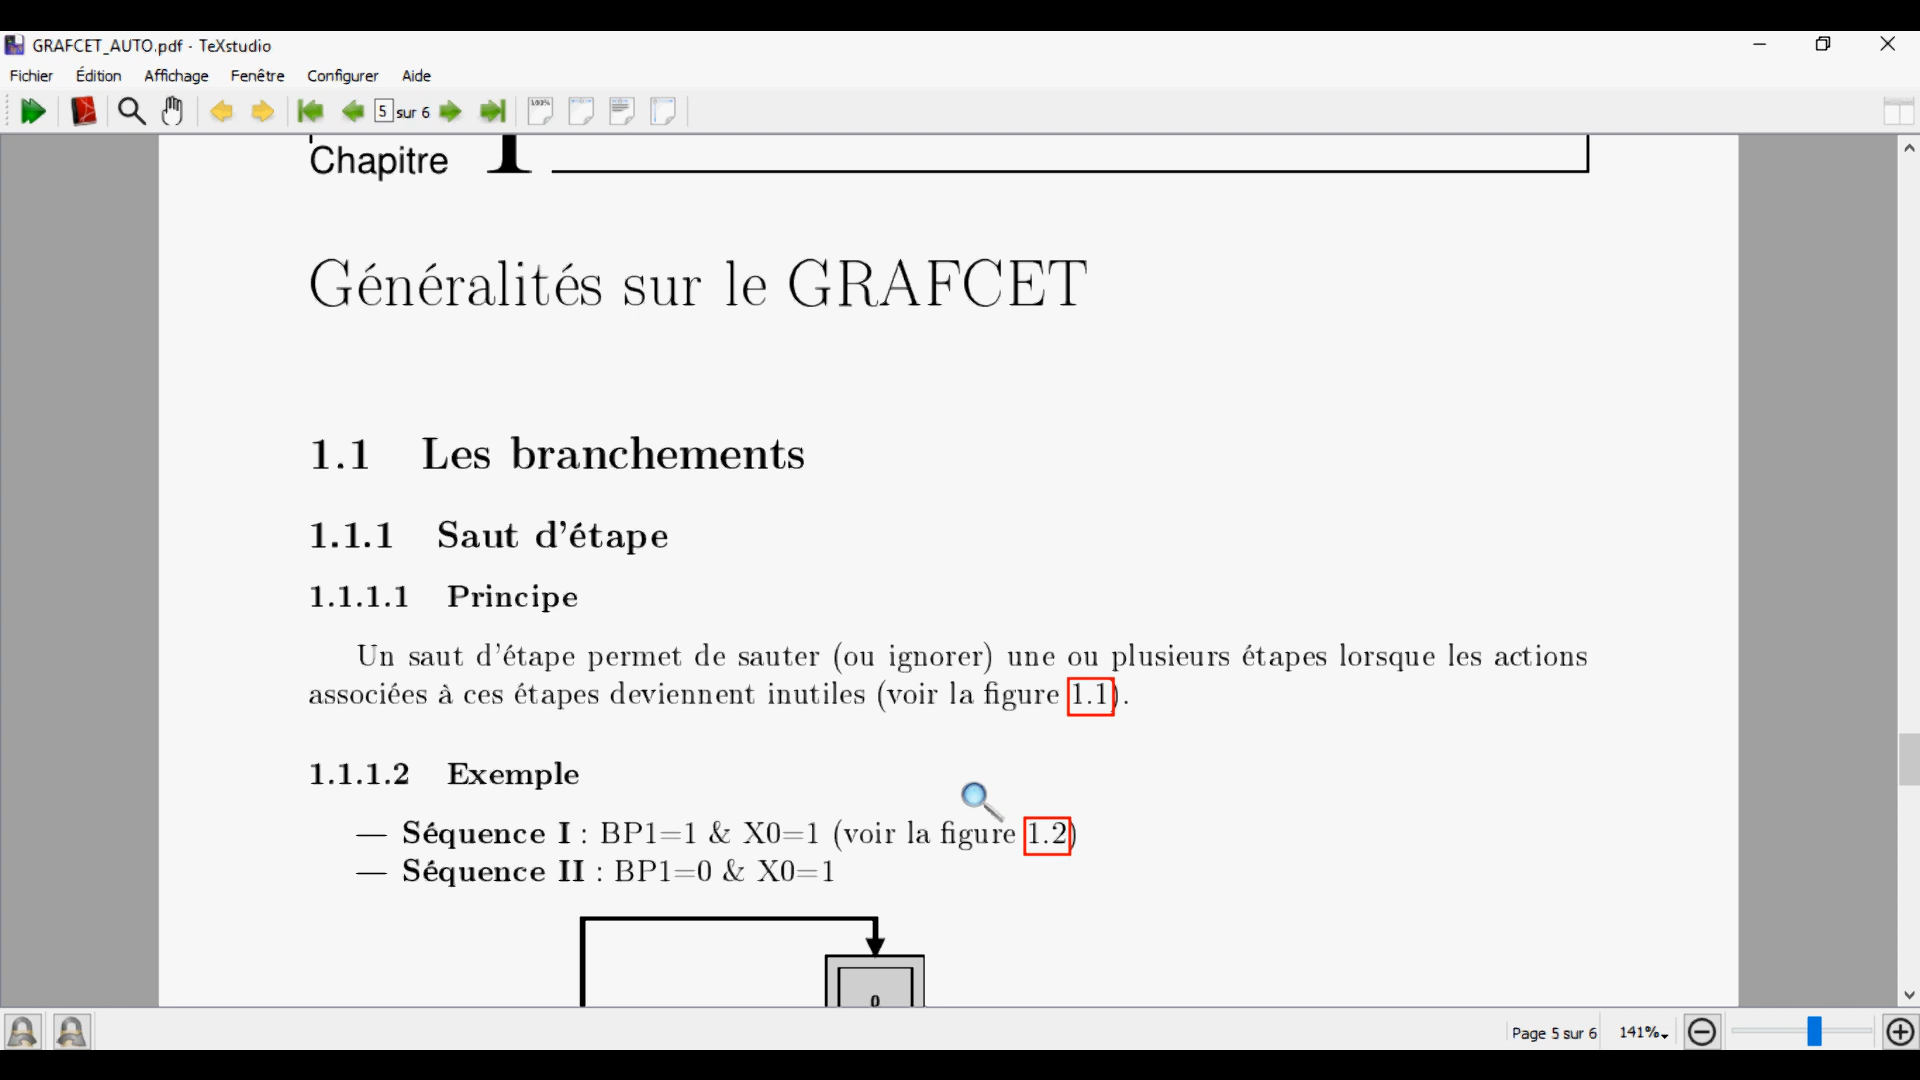 GRAFCET_AUTO.pdf - TeXstudio
Fichier Édition Affichage Fenêtre Configurer Aide
5 sur 6
100%
Chapitre 1
Généralités sur le GRAFCET
1.1 Les branchements
1.1.1 Saut d'étape
1.1.1.1 Principe
Un saut d'étape permet de sauter (ou ignorer) une ou plusieurs étapes lorsque les actions
associées à ces étapes deviennent inutiles (voir la figure 1.1).
1.1.1.2 Exemple
— Séquence I : BP1=1 & X0=1 (voir la figure 1.2)
— Séquence II : BP1=0 & X0=1
0
Page 5 sur 6 141%